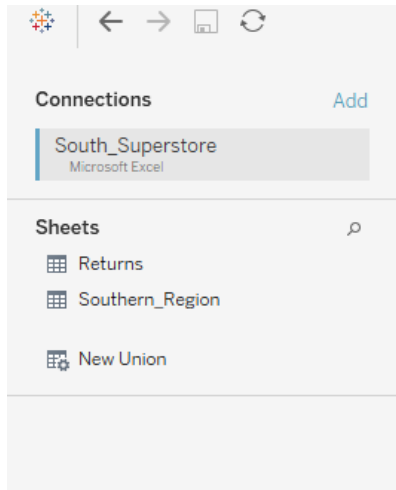 Connections Add
South_Superstore
Microsoft Excel
Sheets
Returns
Southern_Region
New Union